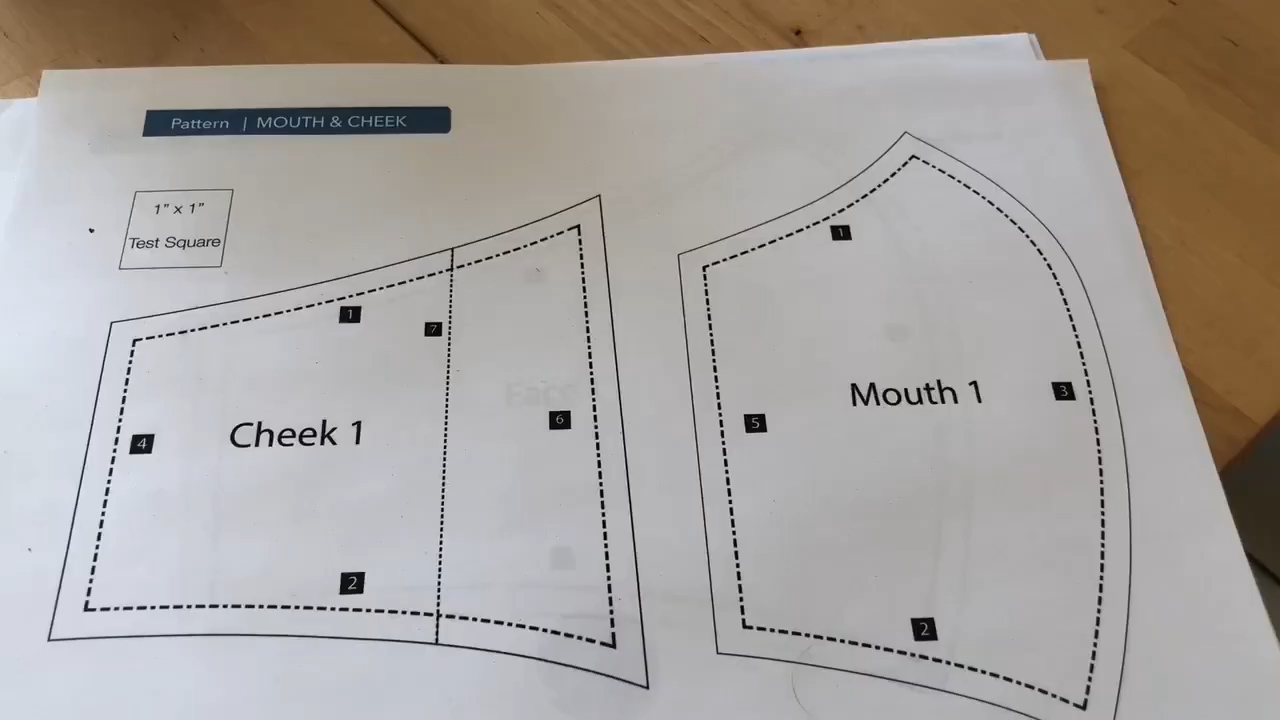 Pattern | MOUTH & CHEEK
1” x 1”
Test Square
1
7
4
Cheek 1
6
2
1
Mouth 1
3
5
2
Face